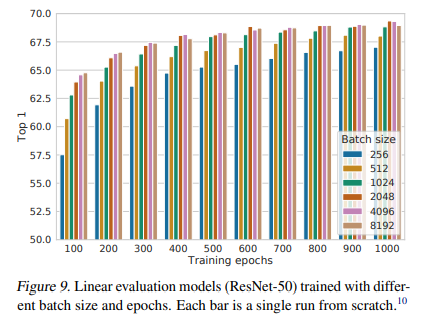 70.0
67.5
65.0
62.5
60.0
57.5
55.0
52.5
50.0
Top 1
Batch size
256
512
1024
2048
4096
8192
100 200 300 400 500 600 700 800 900 1000
Training epochs
Figure 9. Linear evaluation models (ResNet-50) trained with differ-
ent batch size and epochs. Each bar is a single run from scratch.¹⁰